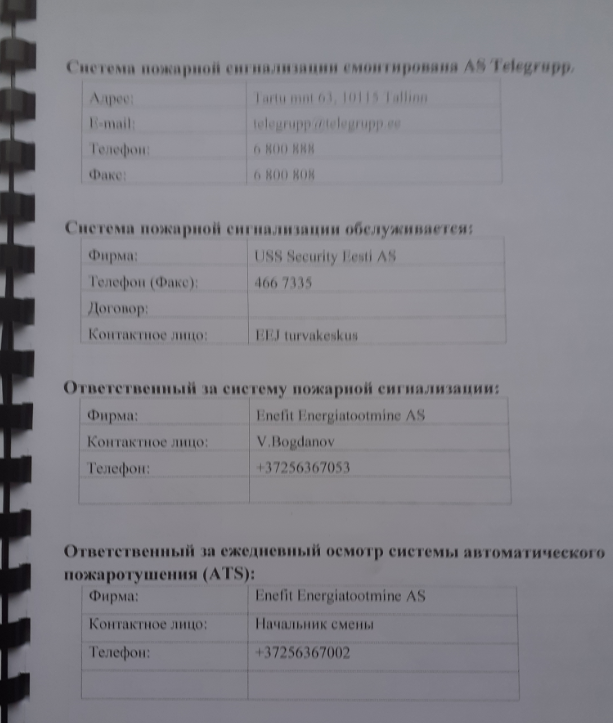 Система пожарной сигнализации смонтирована AS Telegrupp.
Адрес: Tartu mnt 63, 10115 Tallinn
E-mail: telegrupp@telegrupp.ee
Телефон: 6 800 888
Факс: 6 800 808
Система пожарной сигнализации обслуживается:
Фирма: USS Security Eesti AS
Телефон (Факс): 466 7335
Договор:
Контактное лицо: EEJ turvakeskus
Ответственный за систему пожарной сигнализации:
Фирма: Enefit Energiatootmine AS
Контактное лицо: V.Bogdanov
Телефон: +37256367053
Ответственный за ежедневный осмотр системы автоматического
пожаротушения (ATS):
Фирма: Enefit Energiatootmine AS
Контактное лицо: Начальник смены
Телефон: +37256367002